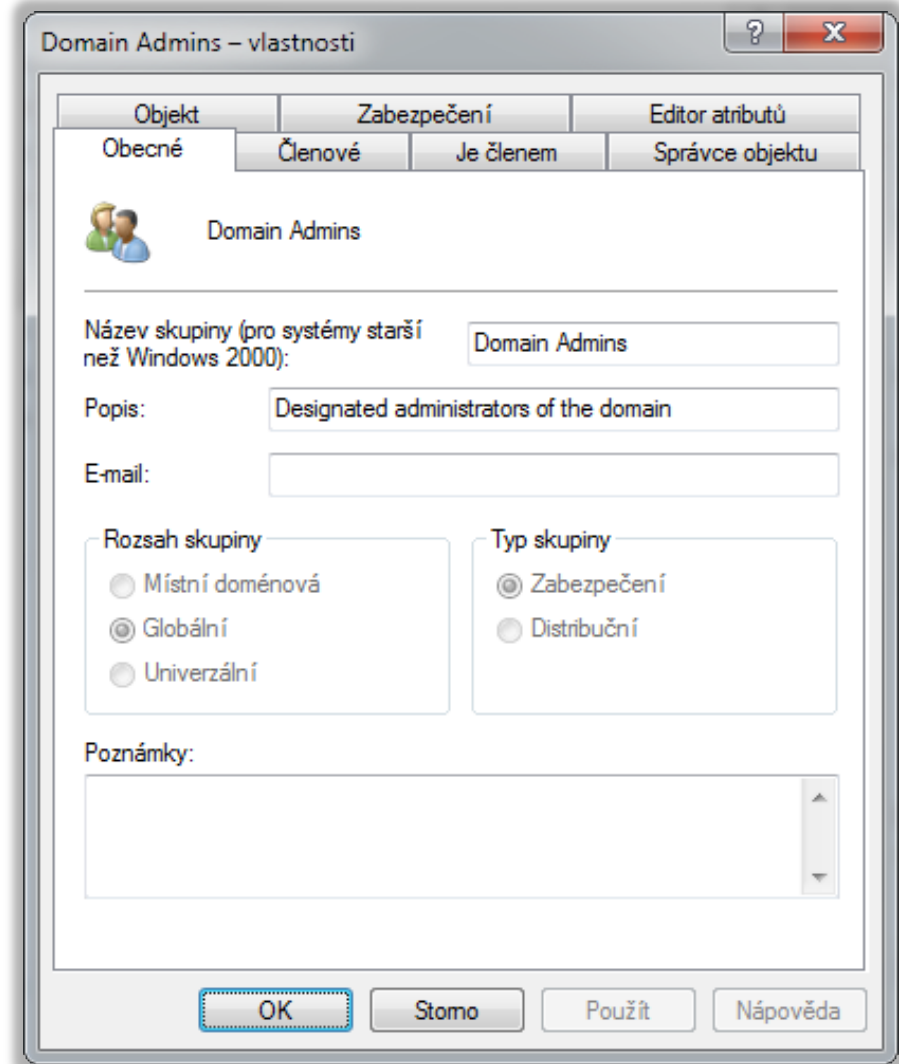 Domain Admins – vlastnosti
Objekt Zabezpečení Editor atributů
Obecné Členové Je členem Správce objektu
Domain Admins
Název skupiny (pro systémy starší
než Windows 2000):
Domain Admins
Popis: Designated administrators of the domain
E-mail:
Rozsah skupiny Typ skupiny
Místní doménová Zabezpečení
Globální Distribuční
Univerzální
Poznámky:
OK Storno Použít Nápověda